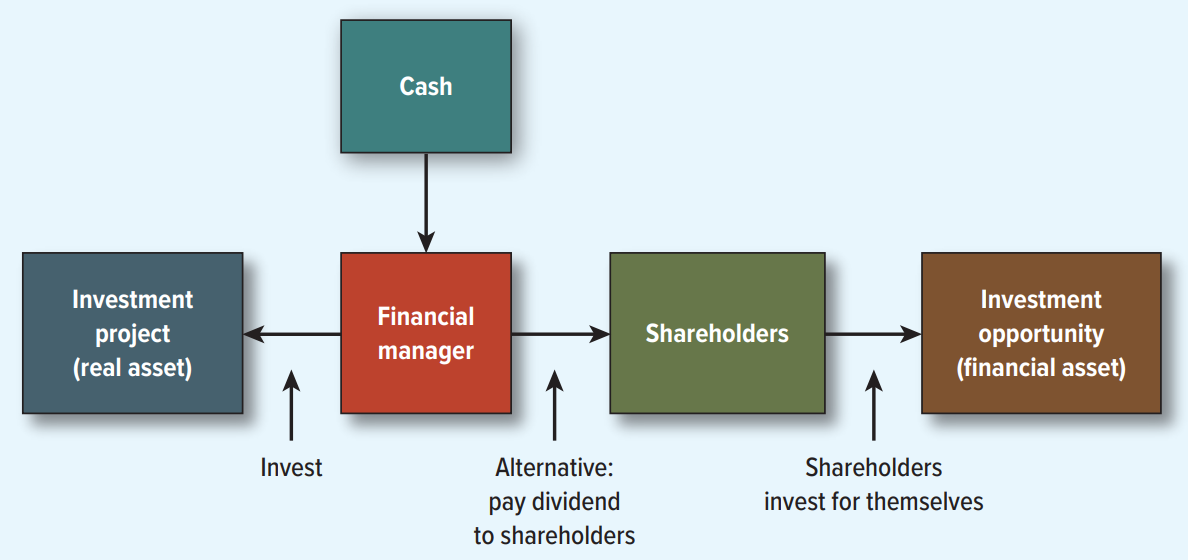 Cash
Investment
project
(real asset)
Financial
manager
Shareholders
Investment
opportunity
(financial asset)
Invest
Alternative:
pay dividend
to shareholders
Shareholders
invest for themselves